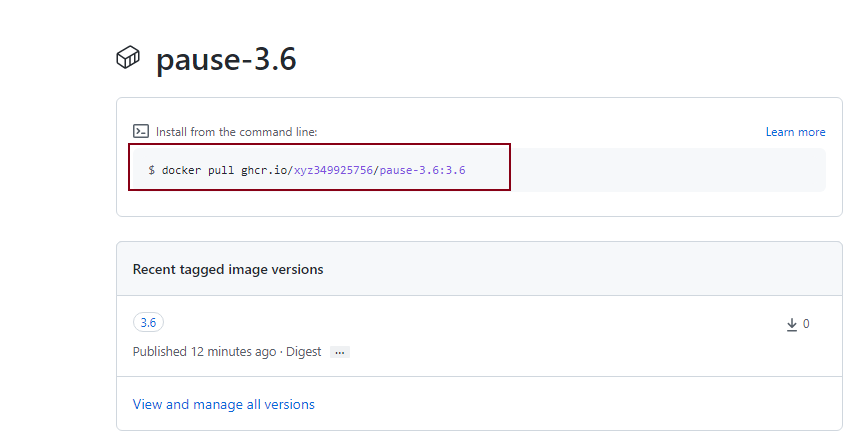 pause-3.6
Install from the command line:
Learn more
$ docker pull ghcr.io/xyz349925756/pause-3.6:3.6
Recent tagged image versions
3.6
0
Published 12 minutes ago · Digest ...
View and manage all versions